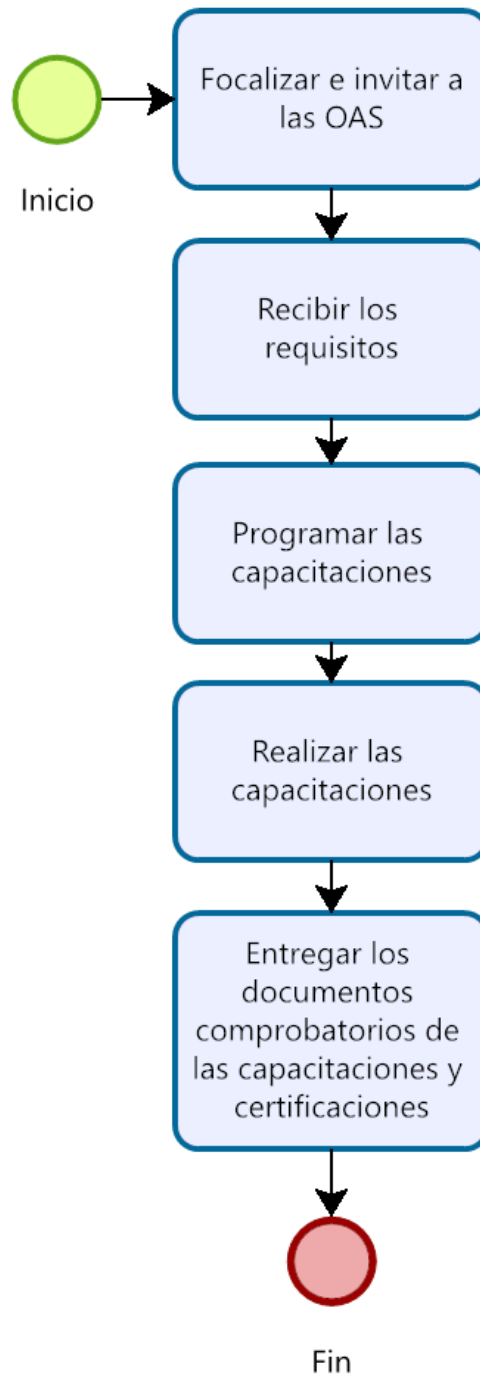 Focalizar e invitar a
las OAS
Inicio
Recibir los
requisitos
Programar las
capacitaciones
Realizar las
capacitaciones
Entregar los
documentos
comprobatorios de
las capacitaciones y
certificaciones
Fin